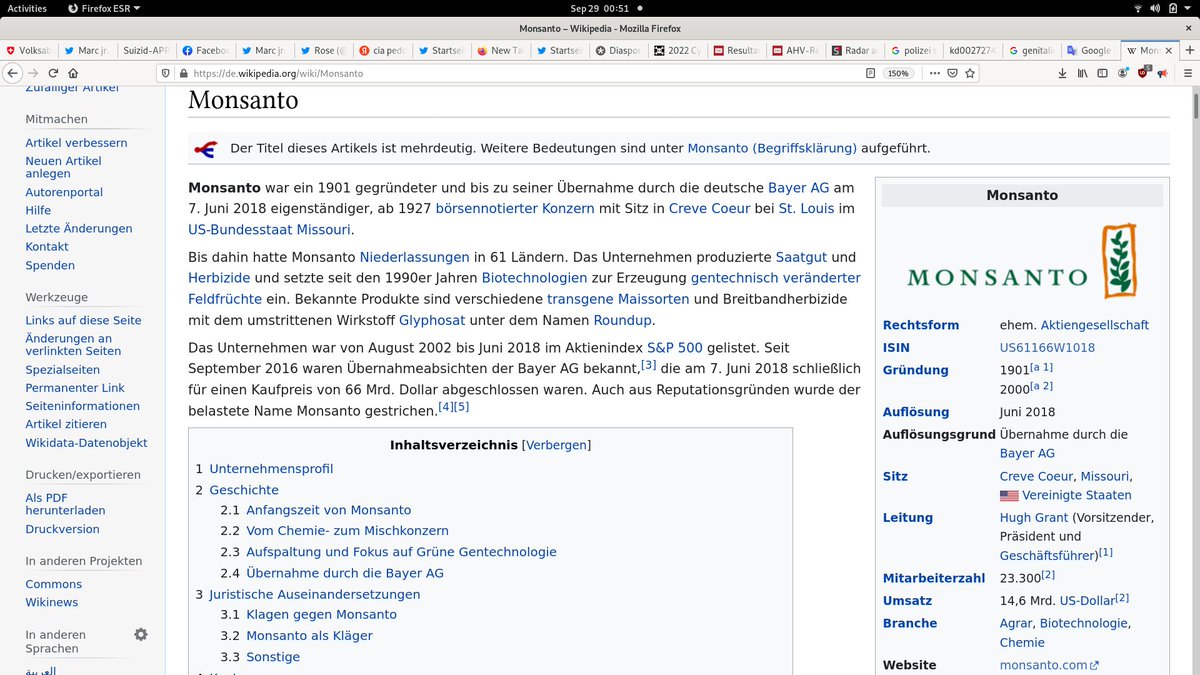 Activities Firefox ESR Sep 29 00:51
Monsanto – Wikipedia - Mozilla Firefox
Volksab Marc jr. Suizid-APP Faceboo Marc jr. Rose (@ cia pedo Startsei New Ta Startsei Diaspor 2022 Cy Resultat AHV-Re Radar a polizei s kd0027274 genitali Google Mon
https://de.wikipedia.org/wiki/Monsanto 150%
Zufälliger Artikel
Mitmachen
Artikel verbessern
Neuen Artikel
anlegen
Autorenportal
Hilfe
Letzte Änderungen
Kontakt
Spenden
Werkzeuge
Links auf diese Seite
Änderungen an
verlinkten Seiten
Spezialseiten
Permanenter Link
Seiteninformationen
Artikel zitieren
Wikidata-Datenobjekt
Drucken/exportieren
Als PDF
herunterladen
Druckversion
In anderen Projekten
Commons
Wikinews
In anderen
Sprachen
العربية
Monsanto
Der Titel dieses Artikels ist mehrdeutig. Weitere Bedeutungen sind unter Monsanto (Begriffsklärung) aufgeführt.
Monsanto war ein 1901 gegründeter und bis zu seiner Übernahme durch die deutsche Bayer AG am
7. Juni 2018 eigenständiger, ab 1927 börsennotierter Konzern mit Sitz in Creve Coeur bei St. Louis im
US-Bundesstaat Missouri.
Bis dahin hatte Monsanto Niederlassungen in 61 Ländern. Das Unternehmen produzierte Saatgut und
Herbizide und setzte seit den 1990er Jahren Biotechnologien zur Erzeugung gentechnisch veränderter
Feldfrüchte ein. Bekannte Produkte sind verschiedene transgene Maissorten und Breitbandherbizide
mit dem umstrittenen Wirkstoff Glyphosat unter dem Namen Roundup.
Das Unternehmen war von August 2002 bis Juni 2018 im Aktienindex S&P 500 gelistet. Seit
September 2016 waren Übernahmeabsichten der Bayer AG bekannt,[3] die am 7. Juni 2018 schließlich
für einen Kaufpreis von 66 Mrd. Dollar abgeschlossen waren. Auch aus Reputationsgründen wurde der
belastete Name Monsanto gestrichen.[4][5]
Inhaltsverzeichnis [Verbergen]
1 Unternehmensprofil
2 Geschichte
2.1 Anfangszeit von Monsanto
2.2 Vom Chemie- zum Mischkonzern
2.3 Aufspaltung und Fokus auf Grüne Gentechnologie
2.4 Übernahme durch die Bayer AG
3 Juristische Auseinandersetzungen
3.1 Klagen gegen Monsanto
3.2 Monsanto als Kläger
3.3 Sonstige
Monsanto
MONSANTO
Rechtsform ehem. Aktiengesellschaft
ISIN US61166W1018
Gründung 1901[a 1]
2000[a 2]
Auflösung Juni 2018
Auflösungsgrund Übernahme durch die
Bayer AG
Sitz Creve Coeur, Missouri,
Vereinigte Staaten
Leitung Hugh Grant (Vorsitzender,
Präsident und
Geschäftsführer)[1]
Mitarbeiterzahl 23.300[2]
Umsatz 14,6 Mrd. US-Dollar[2]
Branche Agrar, Biotechnologie,
Chemie
Website monsanto.com